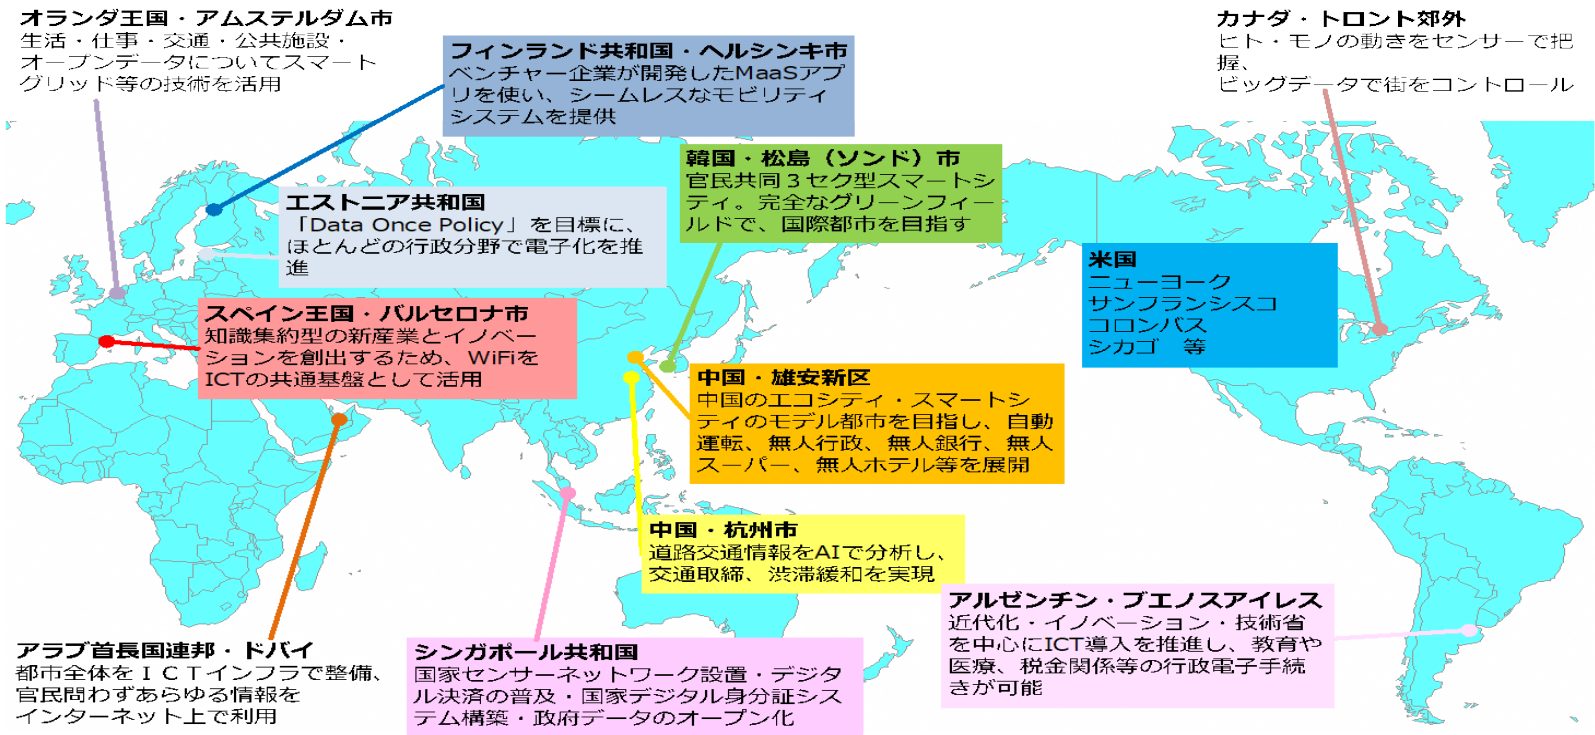 オランダ王国・アムステルダム市
生活・仕事・交通・公共施設・
オープンデータについてスマート
グリッド等の技術を活用
フィンランド共和国・ヘルシンキ市
ベンチャー企業が開発したMaaSアプ
リを使い、シームレスなモビリティ
システムを提供
カナダ・トロント郊外
ヒト・モノの動きをセンサーで把
握、
ビッグデータで街をコントロール
韓国・松島（ソンド）市
官民共同３セク型スマートシ
ティ。完全なグリーンフィー
ルドで、国際都市を目指す
エストニア共和国
「Data Once Policy」を目標に、
ほとんどの行政分野で電子化を推
進
米国
ニューヨーク
サンフランシスコ
コロンバス
シカゴ　等
スペイン王国・バルセロナ市
知識集約型の新産業とイノベー
ションを創出するため、WiFiを
ICTの共通基盤として活用
中国・雄安新区
中国のエコシティ・スマートシ
ティのモデル都市を目指し、自動
運転、無人行政、無人銀行、無人
スーパー、無人ホテル等を展開
中国・杭州市
道路交通情報をAIで分析し、
交通取締、渋滞緩和を実現
アルゼンチン・ブエノスアイレス
近代化・イノベーション・技術省
を中心にICT導入を推進し、教育や
医療、税金関係等の行政電子手続
きが可能
アラブ首長国連邦・ドバイ
都市全体をＩＣＴインフラで整備、
官民問わずあらゆる情報を
インターネット上で利用
シンガポール共和国
国家センサーネットワーク設置・デジタ
ル決済の普及・国家デジタル身分証シス
テム構築・政府データのオープン化